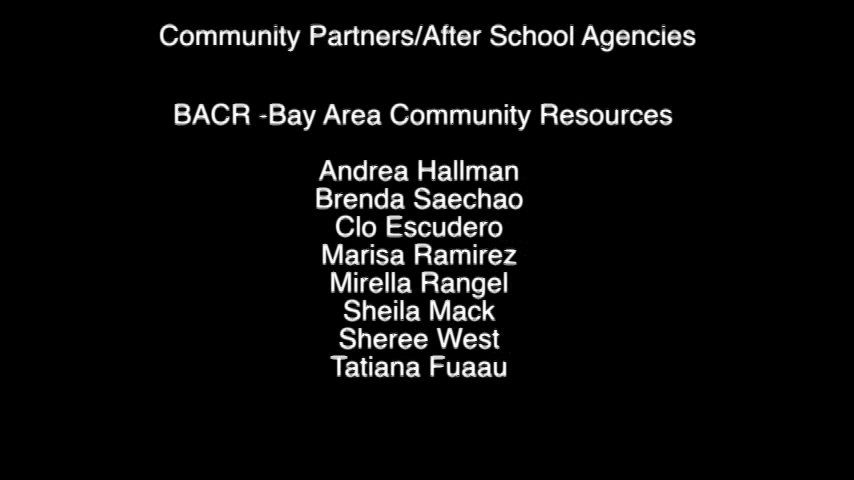 Community Partners/After School Agencies
BACR -Bay Area Community Resources
Andrea Hallman
Brenda Saechao
Clo Escudero
Marisa Ramirez
Mirella Rangel
Sheila Mack
Sheree West
Tatiana Fuaau